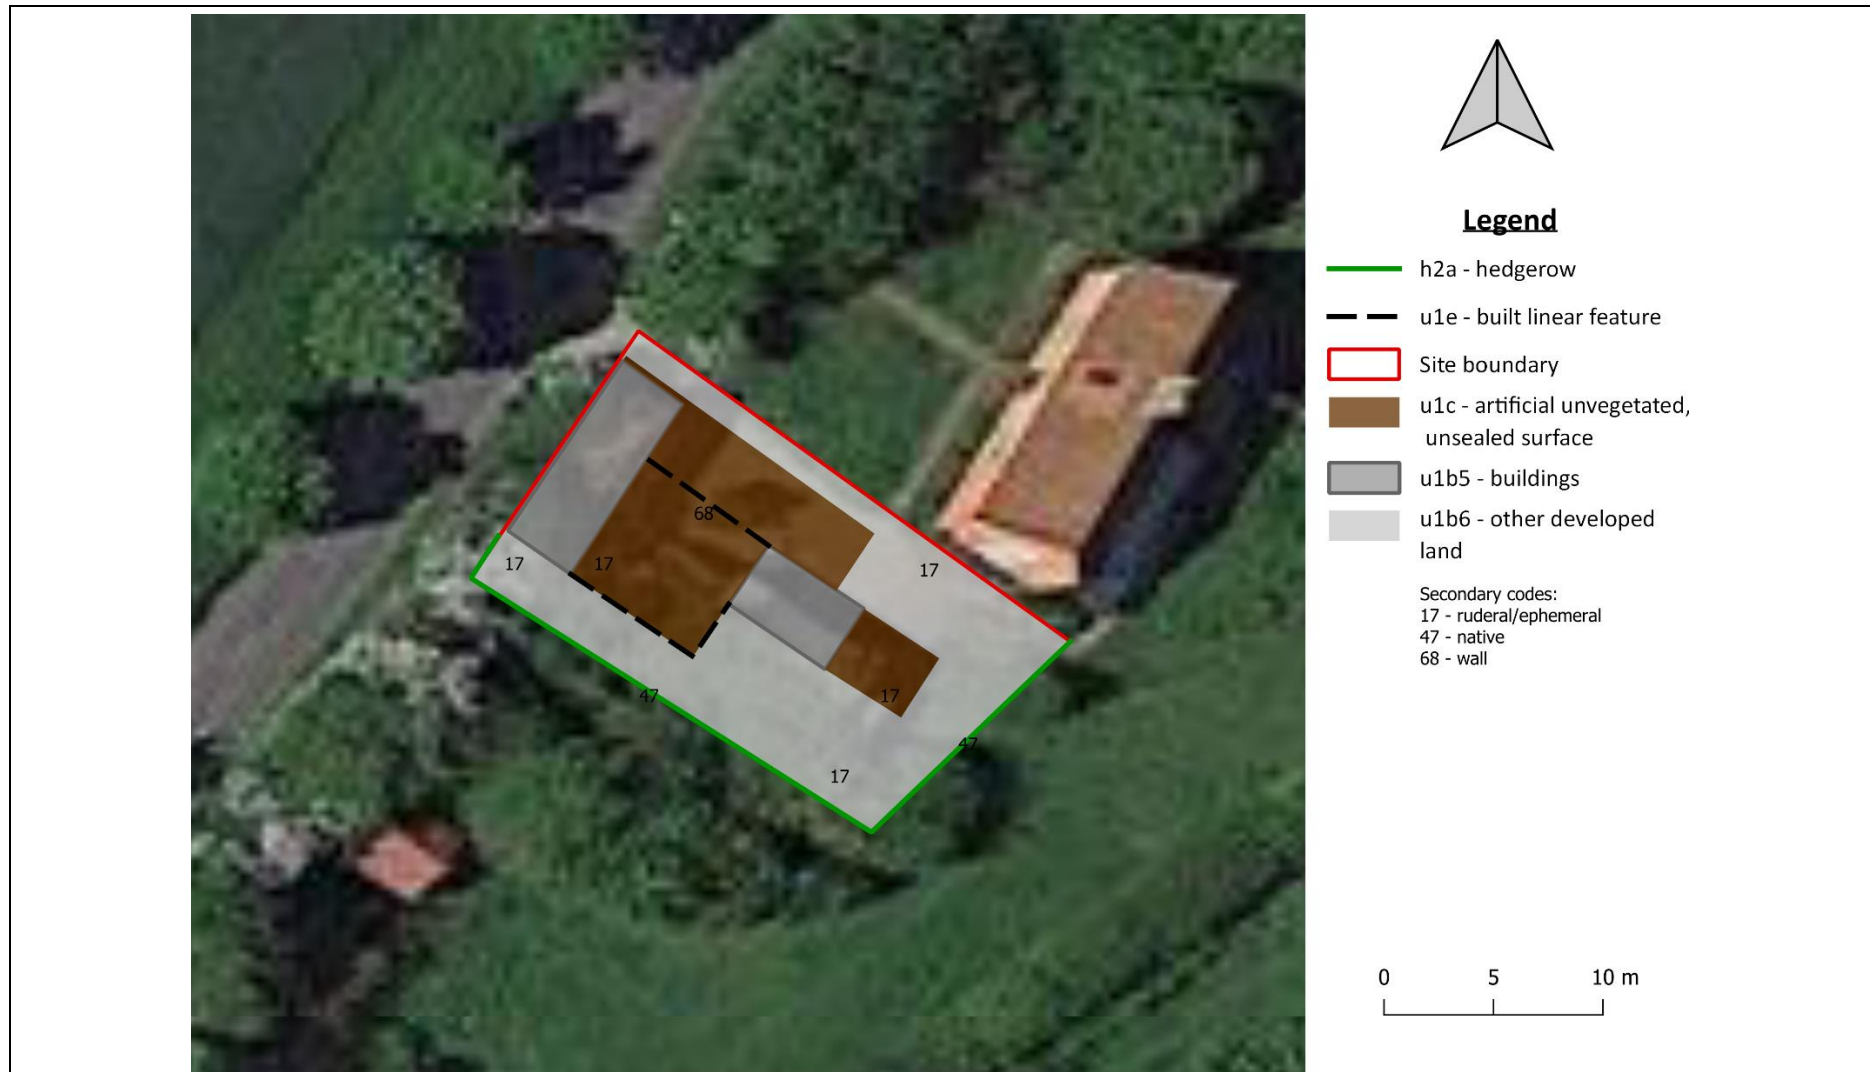 Legend
h2a - hedgerow
u1e - built linear feature
Site boundary
u1c - artificial unvegetated,
unsealed surface
u1b5 - buildings
u1b6 - other developed
land
Secondary codes:
17 - ruderal/ephemeral
47 - native
68 - wall
0 5 10 m
68
17
17
17
47
17
47
17